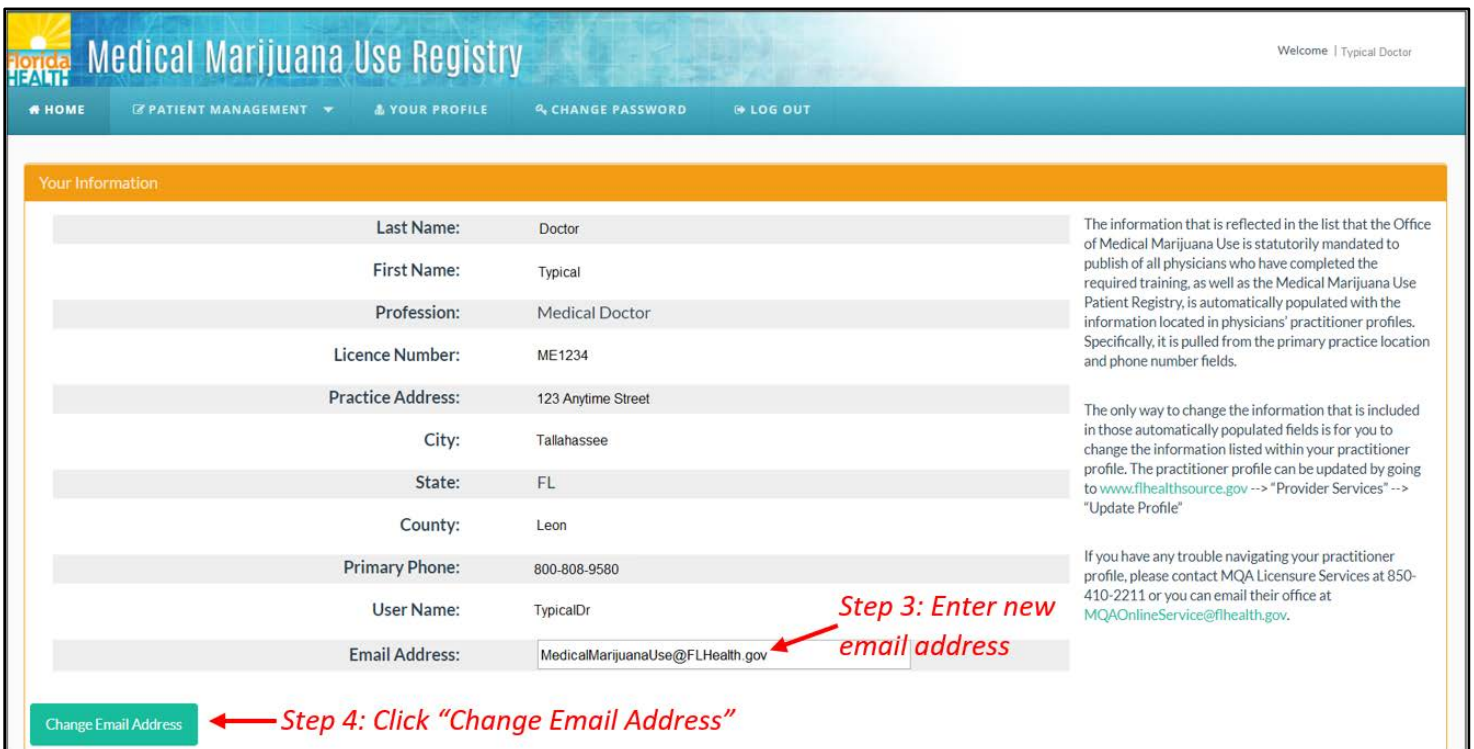 Florida
HEALTH
Medical Marijuana Use Registry
Welcome | Typical Doctor
HOME
PATIENT MANAGEMENT
YOUR PROFILE
CHANGE PASSWORD
LOG OUT
Your Information
Last Name: Doctor
First Name: Typical
Profession: Medical Doctor
Licence Number: ME1234
Practice Address: 123 Anytime Street
City: Tallahassee
State: FL
County: Leon
Primary Phone: 800-808-9580
User Name: TypicalDr
Email Address: MedicalMarijuanaUse@FLHealth.gov
Step 3: Enter new
email address
Change Email Address
Step 4: Click “Change Email Address”
The information that is reflected in the list that the Office
of Medical Marijuana Use is statutorily mandated to
publish of all physicians who have completed the
required training, as well as the Medical Marijuana Use
Patient Registry, is automatically populated with the
information located in physicians' practitioner profiles.
Specifically, it is pulled from the primary practice location
and phone number fields.
The only way to change the information that is included
in those automatically populated fields is for you to
change the information listed within your practitioner
profile. The practitioner profile can be updated by going
to www.flhealthsource.gov --> “Provider Services” -->
“Update Profile”
If you have any trouble navigating your practitioner
profile, please contact MQA Licensure Services at 850-
410-2211 or you can email their office at
MQAOnlineService@flhealth.gov.